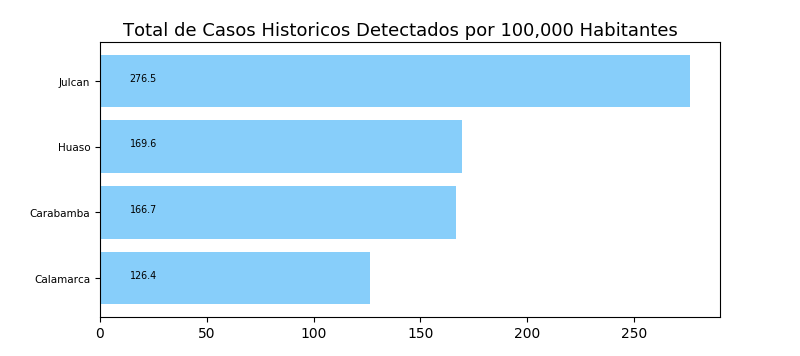 Total de Casos Historicos Detectados por 100,000 Habitantes
Julcan
276.5
Huaso
169.6
Carabamba
166.7
Calamarca
126.4
0 50 100 150 200 250